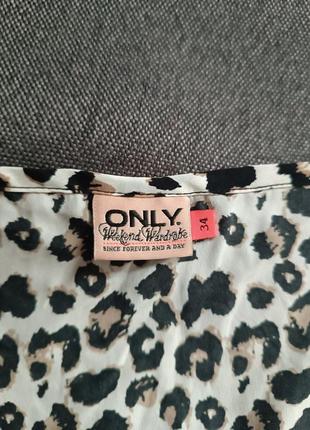 ONLY.
Weekend Wardrobe
SINCE FOREVER AND A DAY
34